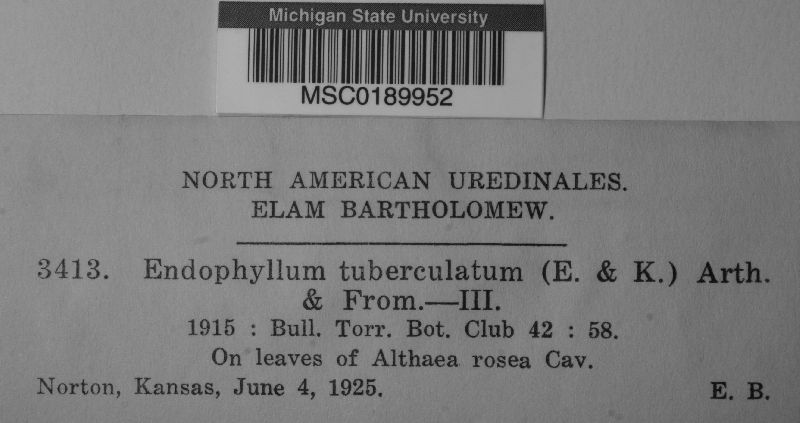 Michigan State University
MSC0189952
NORTH AMERICAN UREDINALES.
ELAM BARTHOLOMEW.
3413. Endophyllum tuberculatum (E. & K.) Arth.
& From.—III.
1915 : Bull. Torr. Bot. Club 42 : 58.
On leaves of Althaea rosea Cav.
Norton, Kansas, June 4, 1925. E. B.